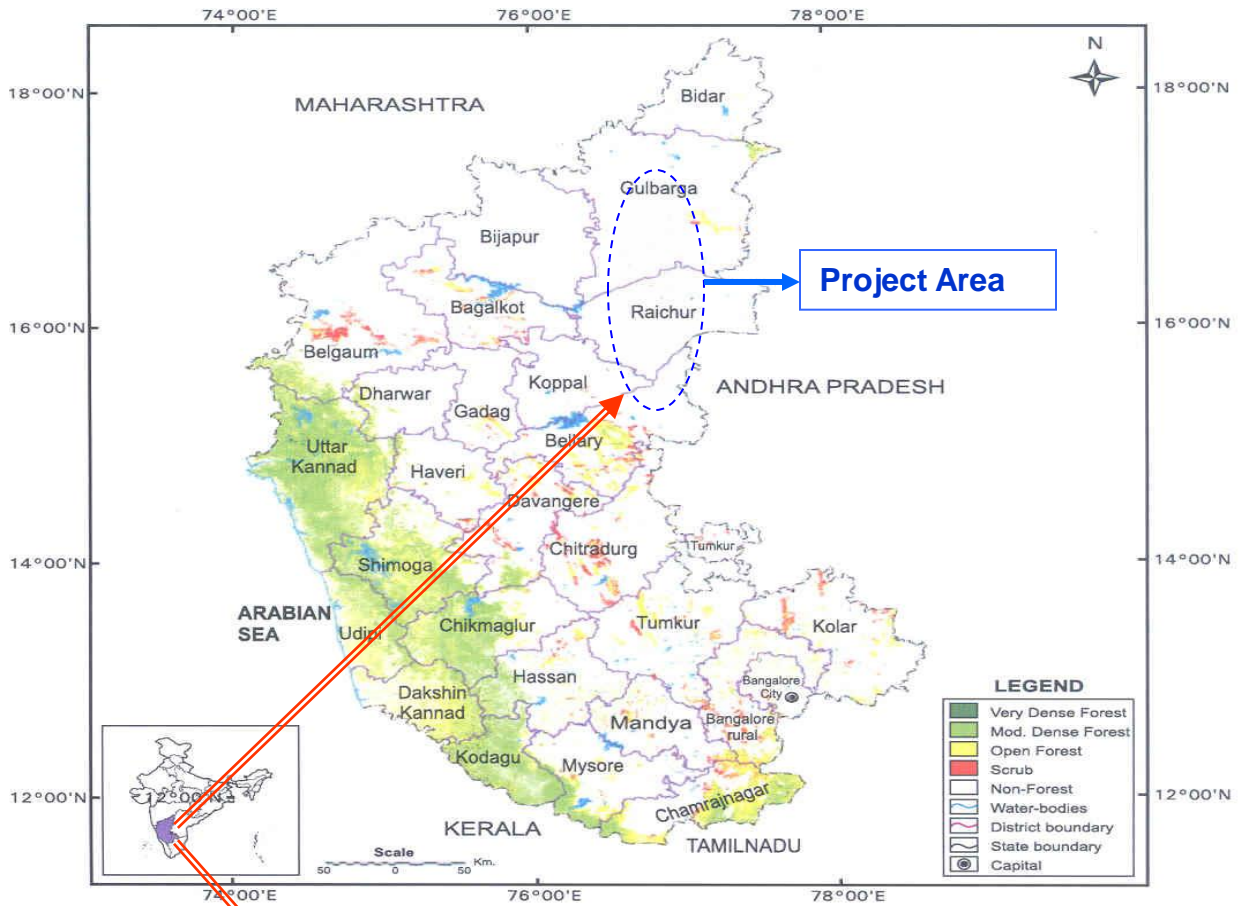 74°00'E
76°00'E
78°00'E
N
18°00'N
18°00'N
MAHARASHTRA
Bidar
Gulbarga
Bijapur
Project Area
Bagalkot
Raichur
16°00'N
16°00'N
Belgaum
Koppal
ANDHRA PRADESH
Dharwar
Gadag
Bellary
Uttar
Kannad
Haveri
Davangere
Chitradurg
Tumkur
14°00'N
14°00'N
Shimoga
ARABIAN
SEA
Udipi
Chikmaglur
Tumkur
Kolar
Hassan
Bangalore
City
Dakshin
Kannad
Mandya
Bangalore
rural
Kodagu
Mysore
Chamrajnagar
12°00'N
12°00'N
12°00'N
KERALA
TAMILNADU
LEGEND
Very Dense Forest
Mod. Dense Forest
Open Forest
Scrub
Non-Forest
Water-bodies
District boundary
State boundary
Capital
Scale
50 0 50 Km.
74°00'E
76°00'E
78°00'E